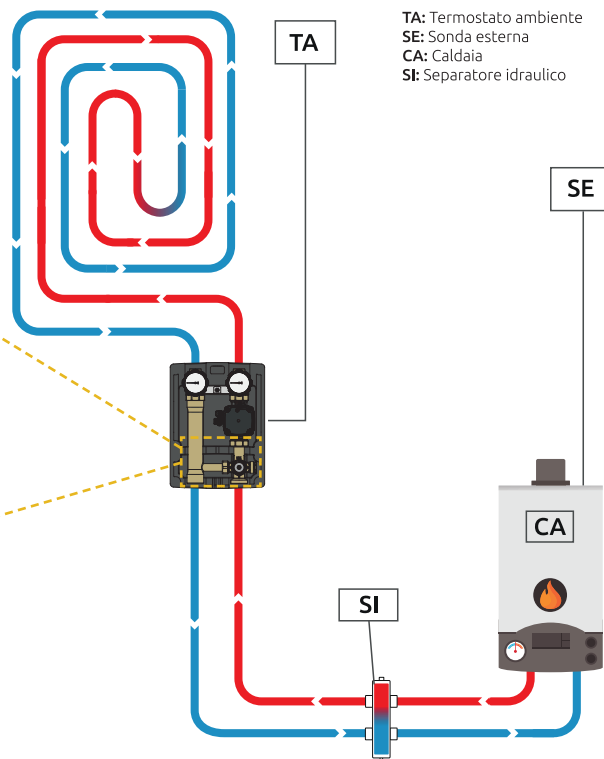 TA
TA: Termostato ambiente
SE: Sonda esterna
CA: Caldaia
SI: Separatore idraulico
SE
CA
SI